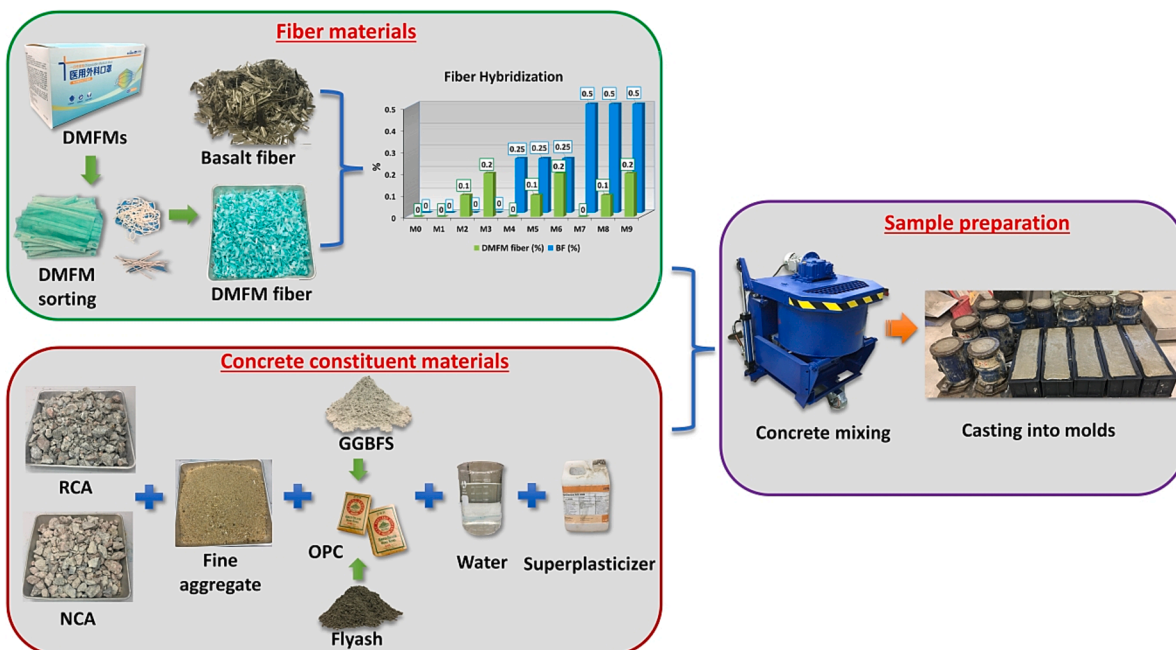 Fiber materials
医用外科口罩
DMFMs
Basalt fiber
DMFM
sorting
DMFM fiber
Fiber Hybridization
%
0.5
0.4
0.3
0.2
0.1
0
0 0 0 0 0.1 0 0.2 0 0 0.25 0.1 0.25 0.2 0.25 0 0.5 0.1 0.5 0.2 0.5
M0 M1 M2 M3 M4 M5 M6 M7 M8 M9
DMFM fiber (%) BF (%)
Concrete constituent materials
RCA
NCA
Fine
aggregate
GGBFS
OPC
Flyash
Water
Superplasticizer
Sample preparation
Concrete mixing
Casting into molds